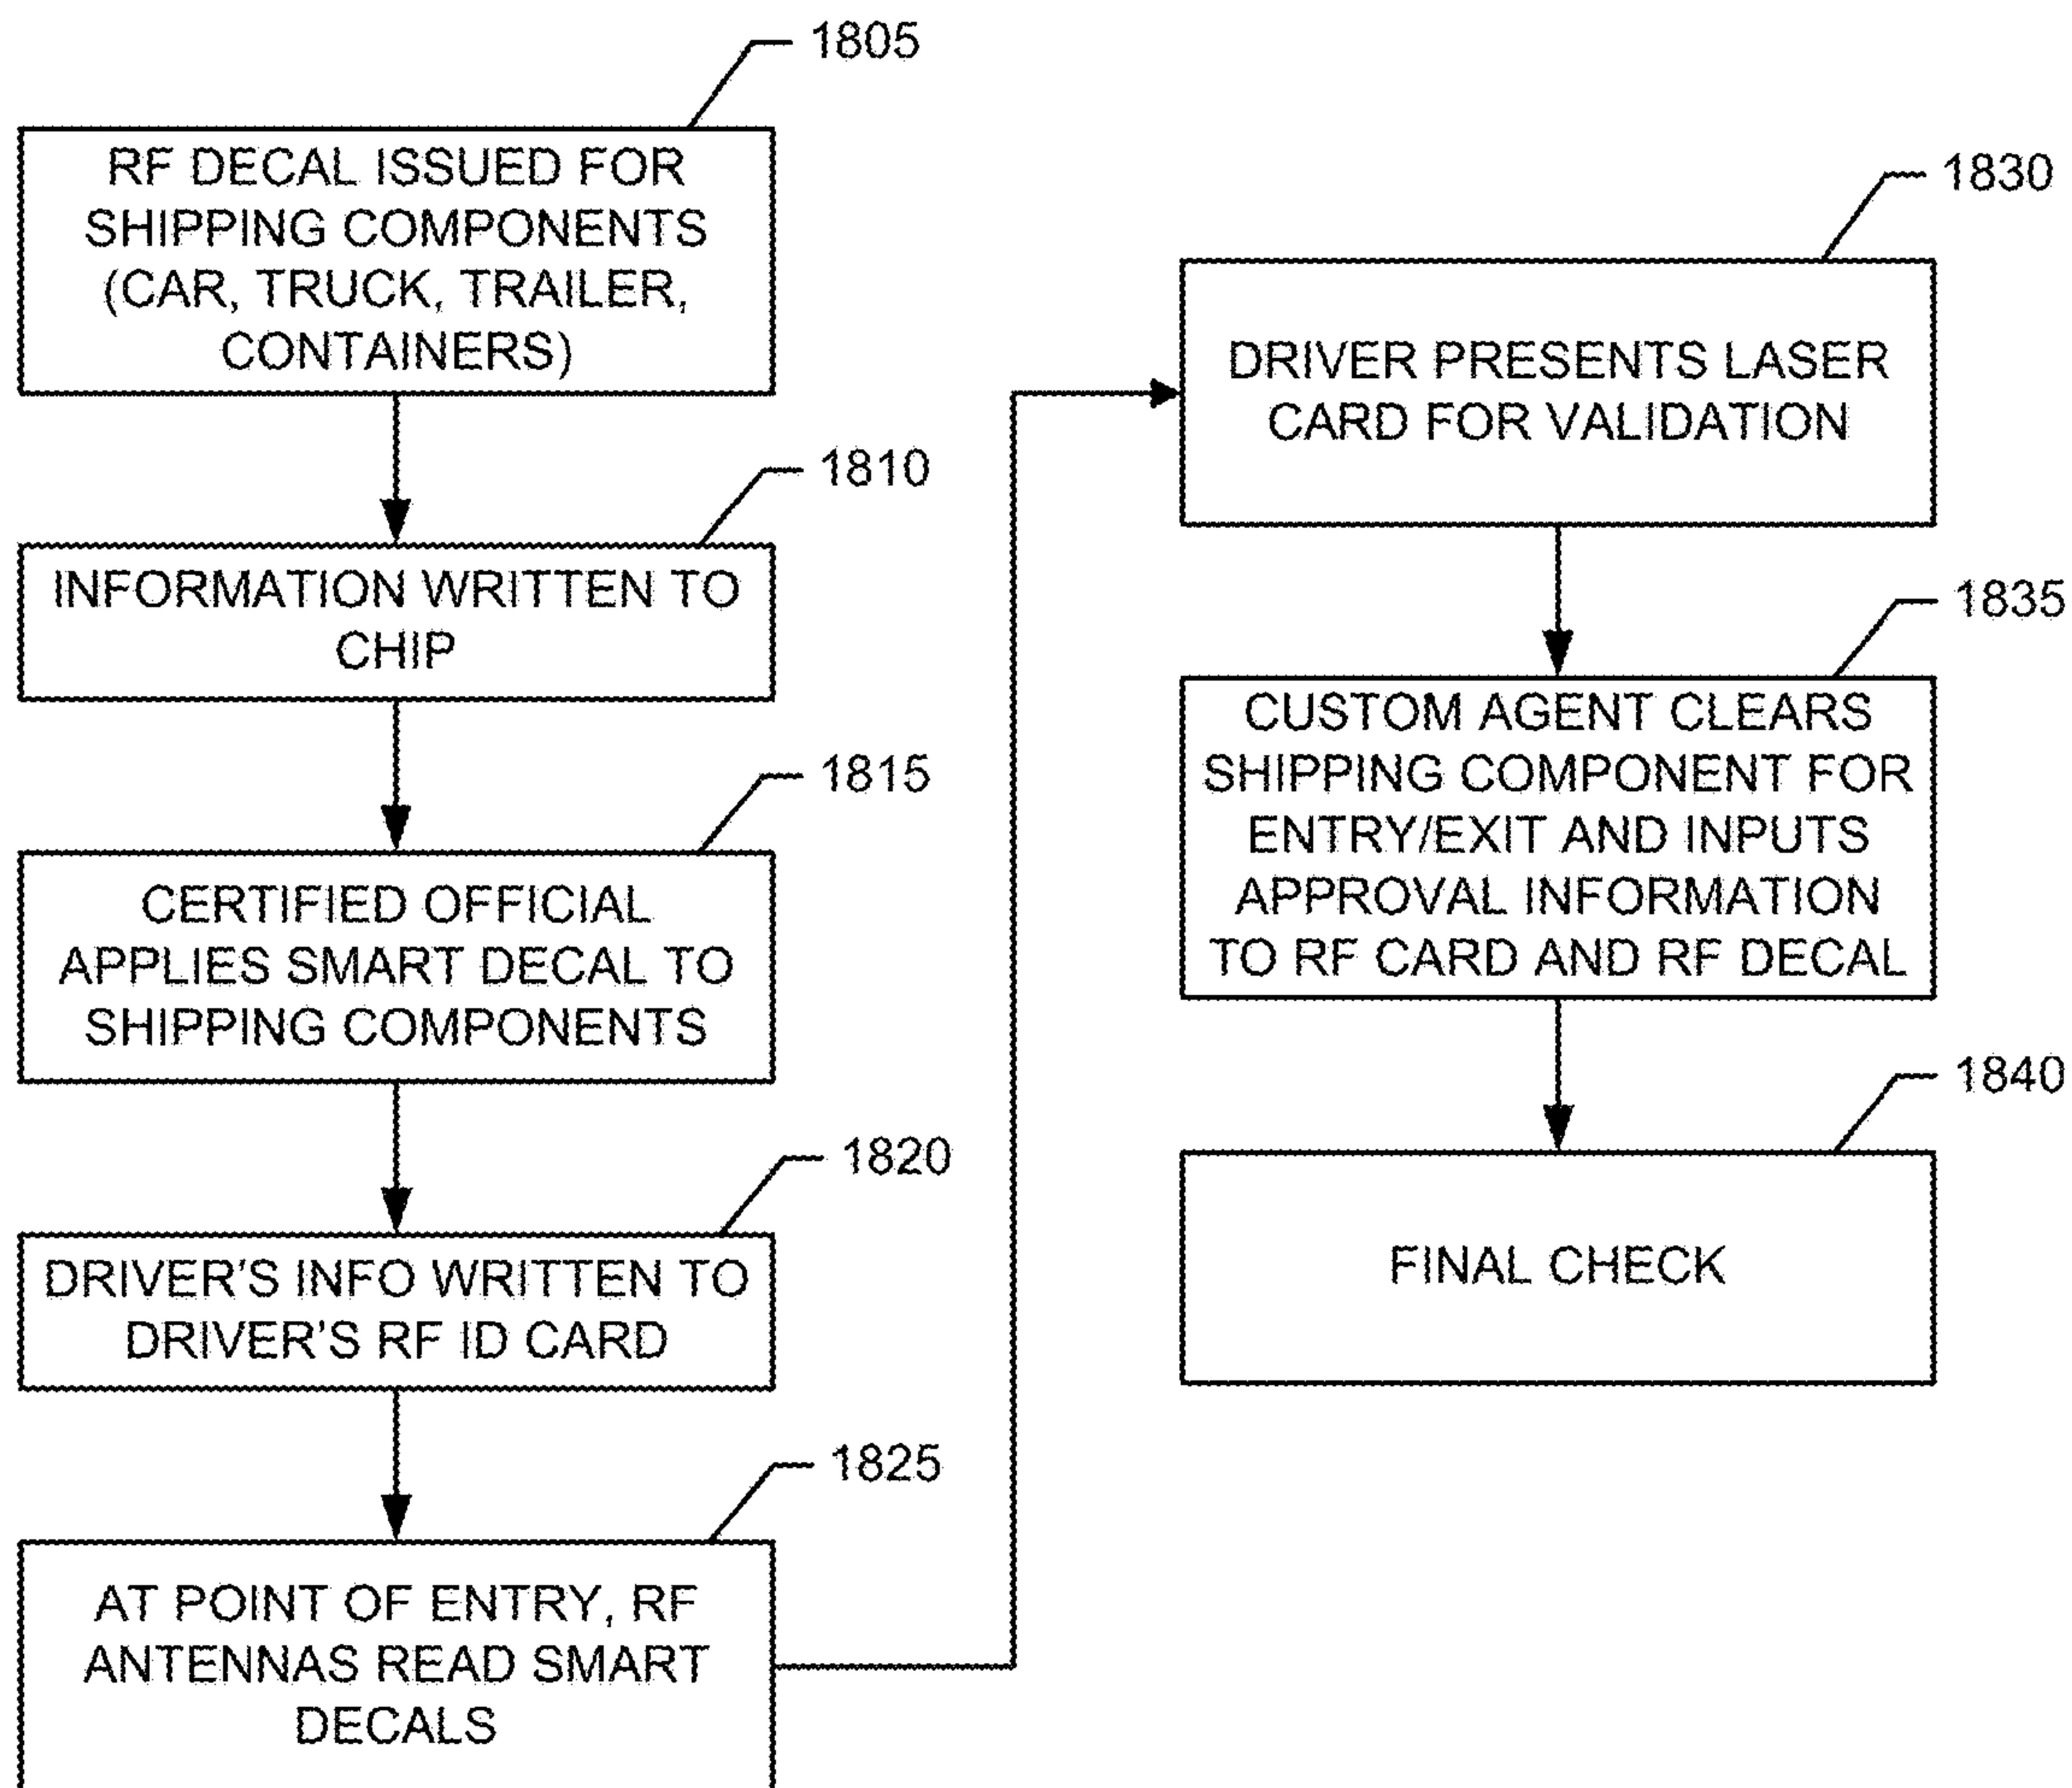 1805
RF DECAL ISSUED FOR
SHIPPING COMPONENTS
(CAR, TRUCK, TRAILER,
CONTAINERS)
1810
INFORMATION WRITTEN TO
CHIP
1815
CERTIFIED OFFICIAL
APPLIES SMART DECAL TO
SHIPPING COMPONENTS
1820
DRIVER'S INFO WRITTEN TO
DRIVER'S RF ID CARD
1825
AT POINT OF ENTRY, RF
ANTENNAS READ SMART
DECALS
1830
DRIVER PRESENTS LASER
CARD FOR VALIDATION
1835
CUSTOM AGENT CLEARS
SHIPPING COMPONENT FOR
ENTRY/EXIT AND INPUTS
APPROVAL INFORMATION
TO RF CARD AND RF DECAL
1840
FINAL CHECK